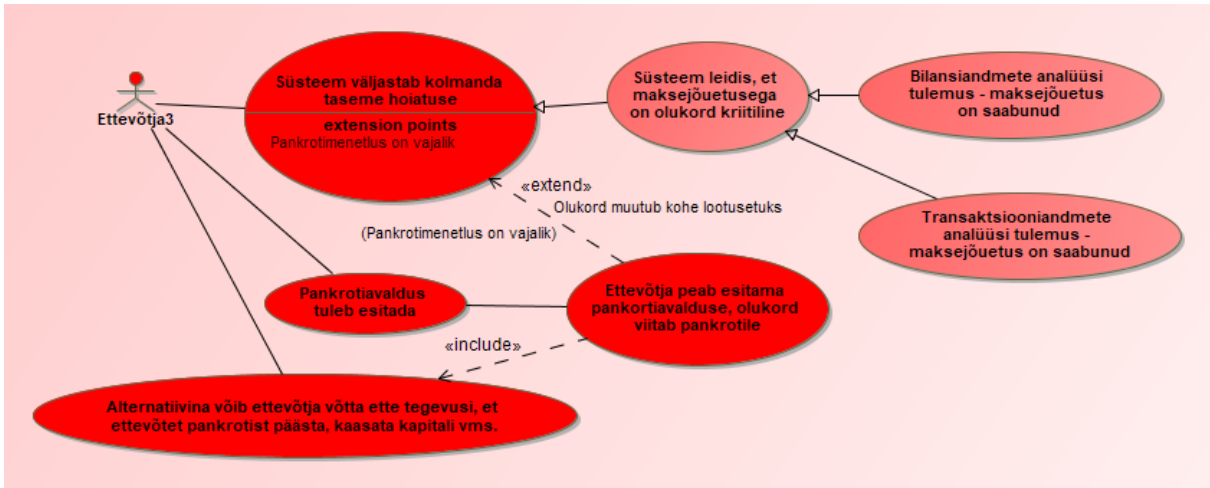 Ettevõtja3
Süsteem väljastab kolmanda
taseme hoiatuse
extension points
Pankrotimenetlus on vajalik
Süsteem leidis, et
maksejõuetusega
on olukord kriitiline
Bilansiandmete analüüsi
tulemus - maksejõuetus
on saabunud
Transaktsiooniandmete
analüüsi tulemus -
maksejõuetus on saabunud
«extend»
Olukord muutub kohe lootusetuks
(Pankrotimenetlus on vajalik)
Pankrotiavaldus
tuleb esitada
Ettevõtja peab esitama
pankortiavalduse, olukord
viitab pankrotile
«include»
Alternatiivina võib ettevõtja võtta ette tegevusi, et
ettevõtet pankrotist päästa, kaasata kapitali vms.